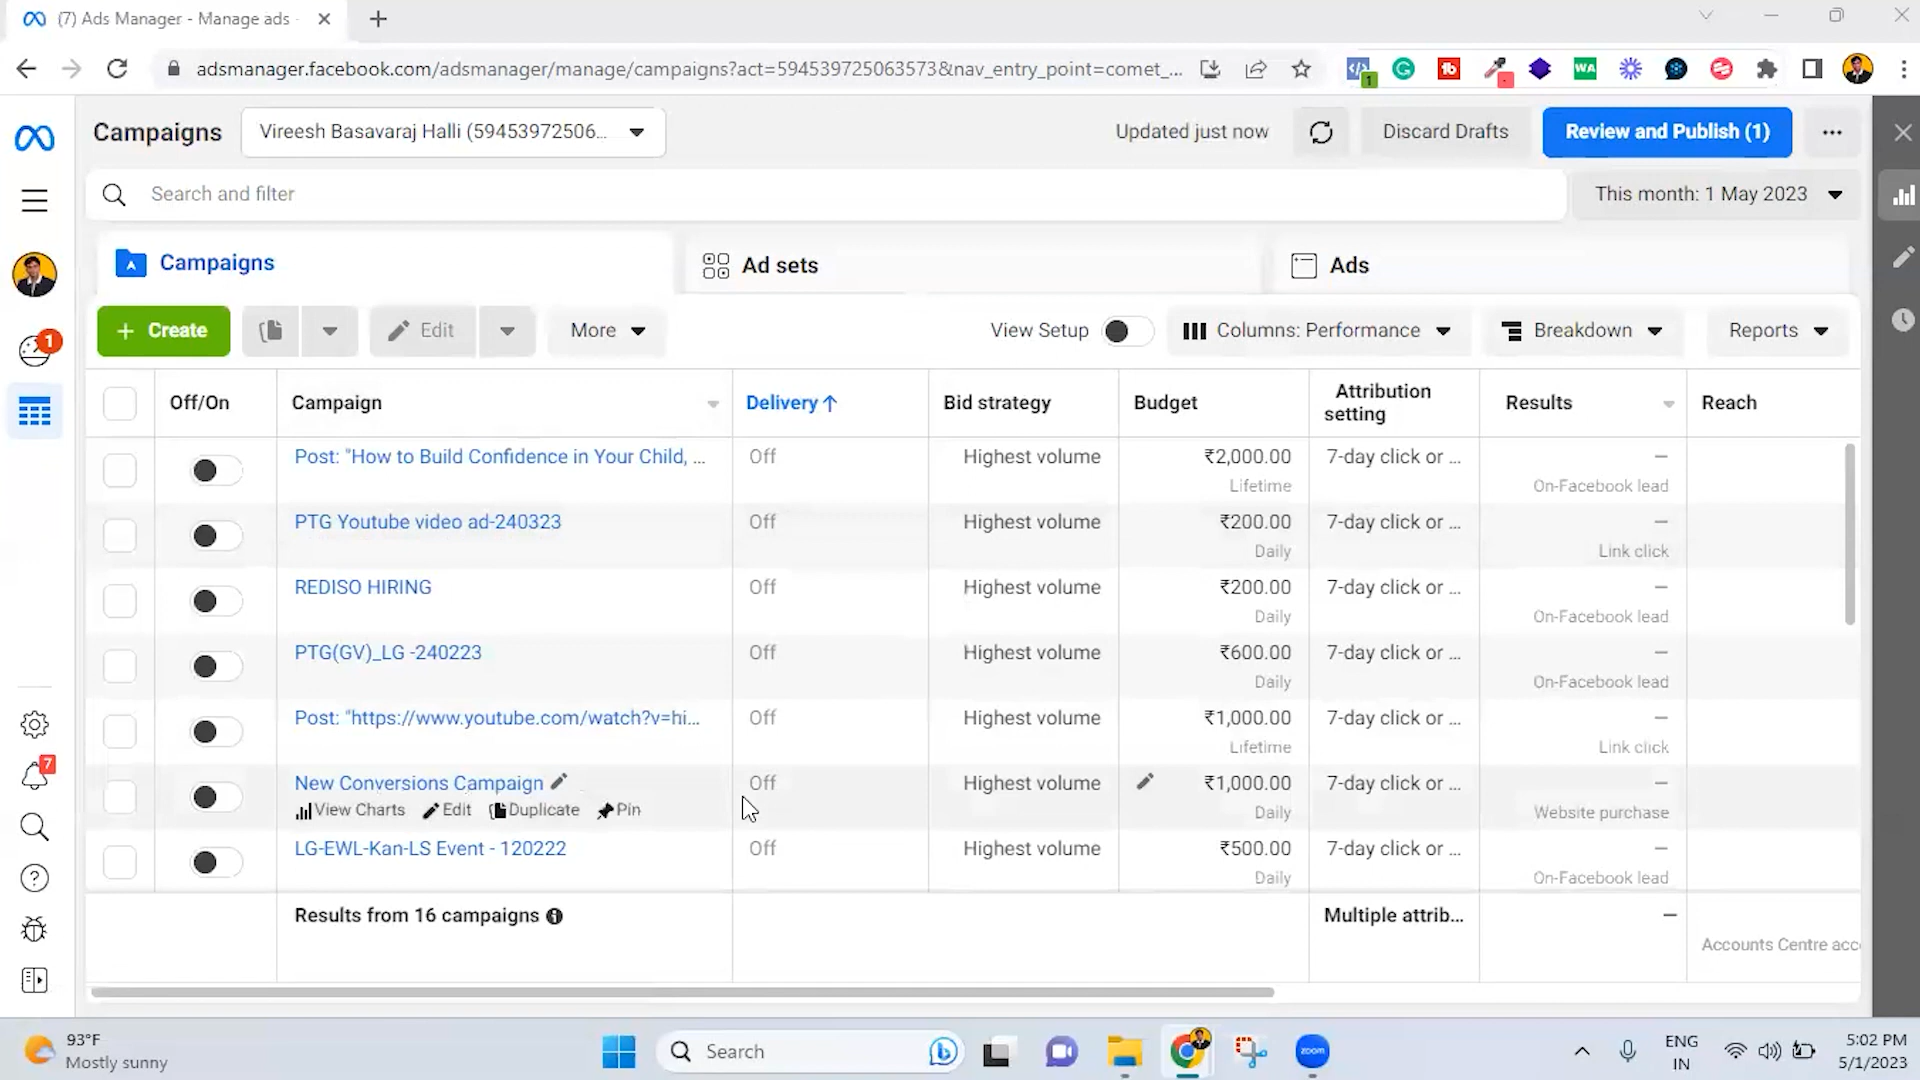 (7) Ads Manager - Manage ads -
adsmanager.facebook.com/adsmanager/manage/campaigns?act=594539725063573&nav_entry_point=comet_...
1
WA
Campaigns
Vireesh Basavaraj Halli (59453972506...
Updated just now
Discard Drafts
Review and Publish (1)
Search and filter
This month: 1 May 2023
Campaigns
Ad sets
Ads
+ Create
Edit
More
View Setup
Columns: Performance
Breakdown
Reports
1
Off/On
Campaign
Delivery ↑
Bid strategy
Budget
Attribution setting
Results
Reach
Post: "How to Build Confidence in Your Child, ...
Off
Highest volume
₹2,000.00
Lifetime
7-day click or ...
—
On-Facebook lead
PTG Youtube video ad-240323
Off
Highest volume
₹200.00
Daily
7-day click or ...
—
Link click
REDISO HIRING
Off
Highest volume
₹200.00
Daily
7-day click or ...
—
On-Facebook lead
PTG(GV)_LG -240223
Off
Highest volume
₹600.00
Daily
7-day click or ...
—
On-Facebook lead
Post: "https://www.youtube.com/watch?v=hi...
Off
Highest volume
₹1,000.00
Lifetime
7-day click or ...
—
Link click
New Conversions Campaign
View Charts Edit Duplicate Pin
Off
Highest volume
₹1,000.00
Daily
7-day click or ...
—
Website purchase
LG-EWL-Kan-LS Event - 120222
Off
Highest volume
₹500.00
Daily
7-day click or ...
—
On-Facebook lead
7
Results from 16 campaigns
Multiple attrib...
—
Accounts Centre acc
93°F
Mostly sunny
Search
zoom
ENG
IN
5:02 PM
5/1/2023